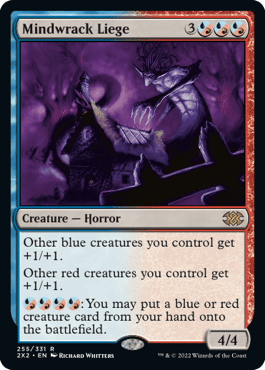 Mindwrack Liege 3
Creature — Horror
Other blue creatures you control get
+1/+1.
Other red creatures you control get
+1/+1.
:You may put a blue or red
creature card from your hand onto
the battlefield.
4/4
255/331 R
2X2 • EN RICHARD WHITTERS
™ & © 2022 Wizards of the Coast